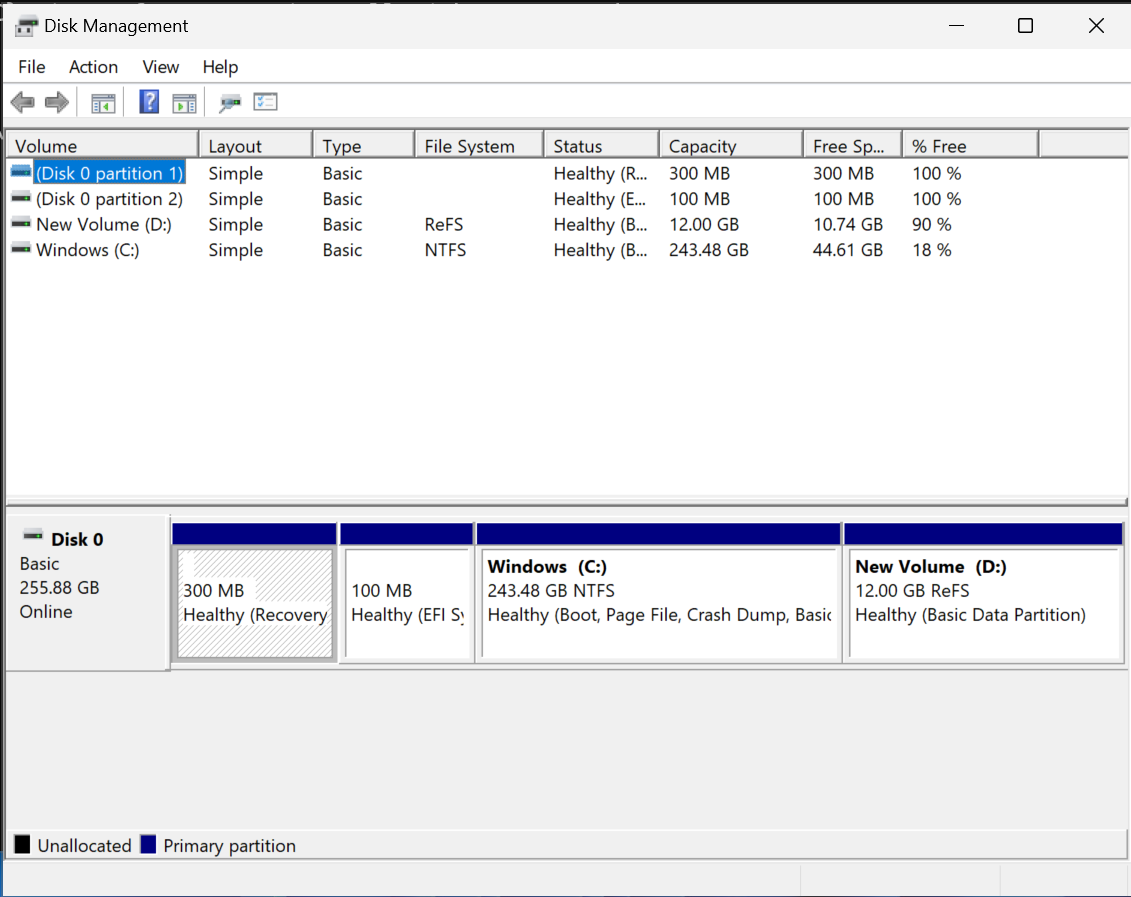 Disk Management
File Action View Help
Volume Layout Type File System Status Capacity Free Sp... % Free
(Disk 0 partition 1) Simple Basic Healthy (R... 300 MB 300 MB 100 %
(Disk 0 partition 2) Simple Basic Healthy (E... 100 MB 100 MB 100 %
New Volume (D:) Simple Basic ReFS Healthy (B... 12.00 GB 10.74 GB 90 %
Windows (C:) Simple Basic NTFS Healthy (B... 243.48 GB 44.61 GB 18 %
Disk 0
Basic
255.88 GB
Online
300 MB
Healthy (Recovery
100 MB
Healthy (EFI Sy
Windows (C:)
243.48 GB NTFS
Healthy (Boot, Page File, Crash Dump, Basic
New Volume (D:)
12.00 GB ReFS
Healthy (Basic Data Partition)
Unallocated Primary partition